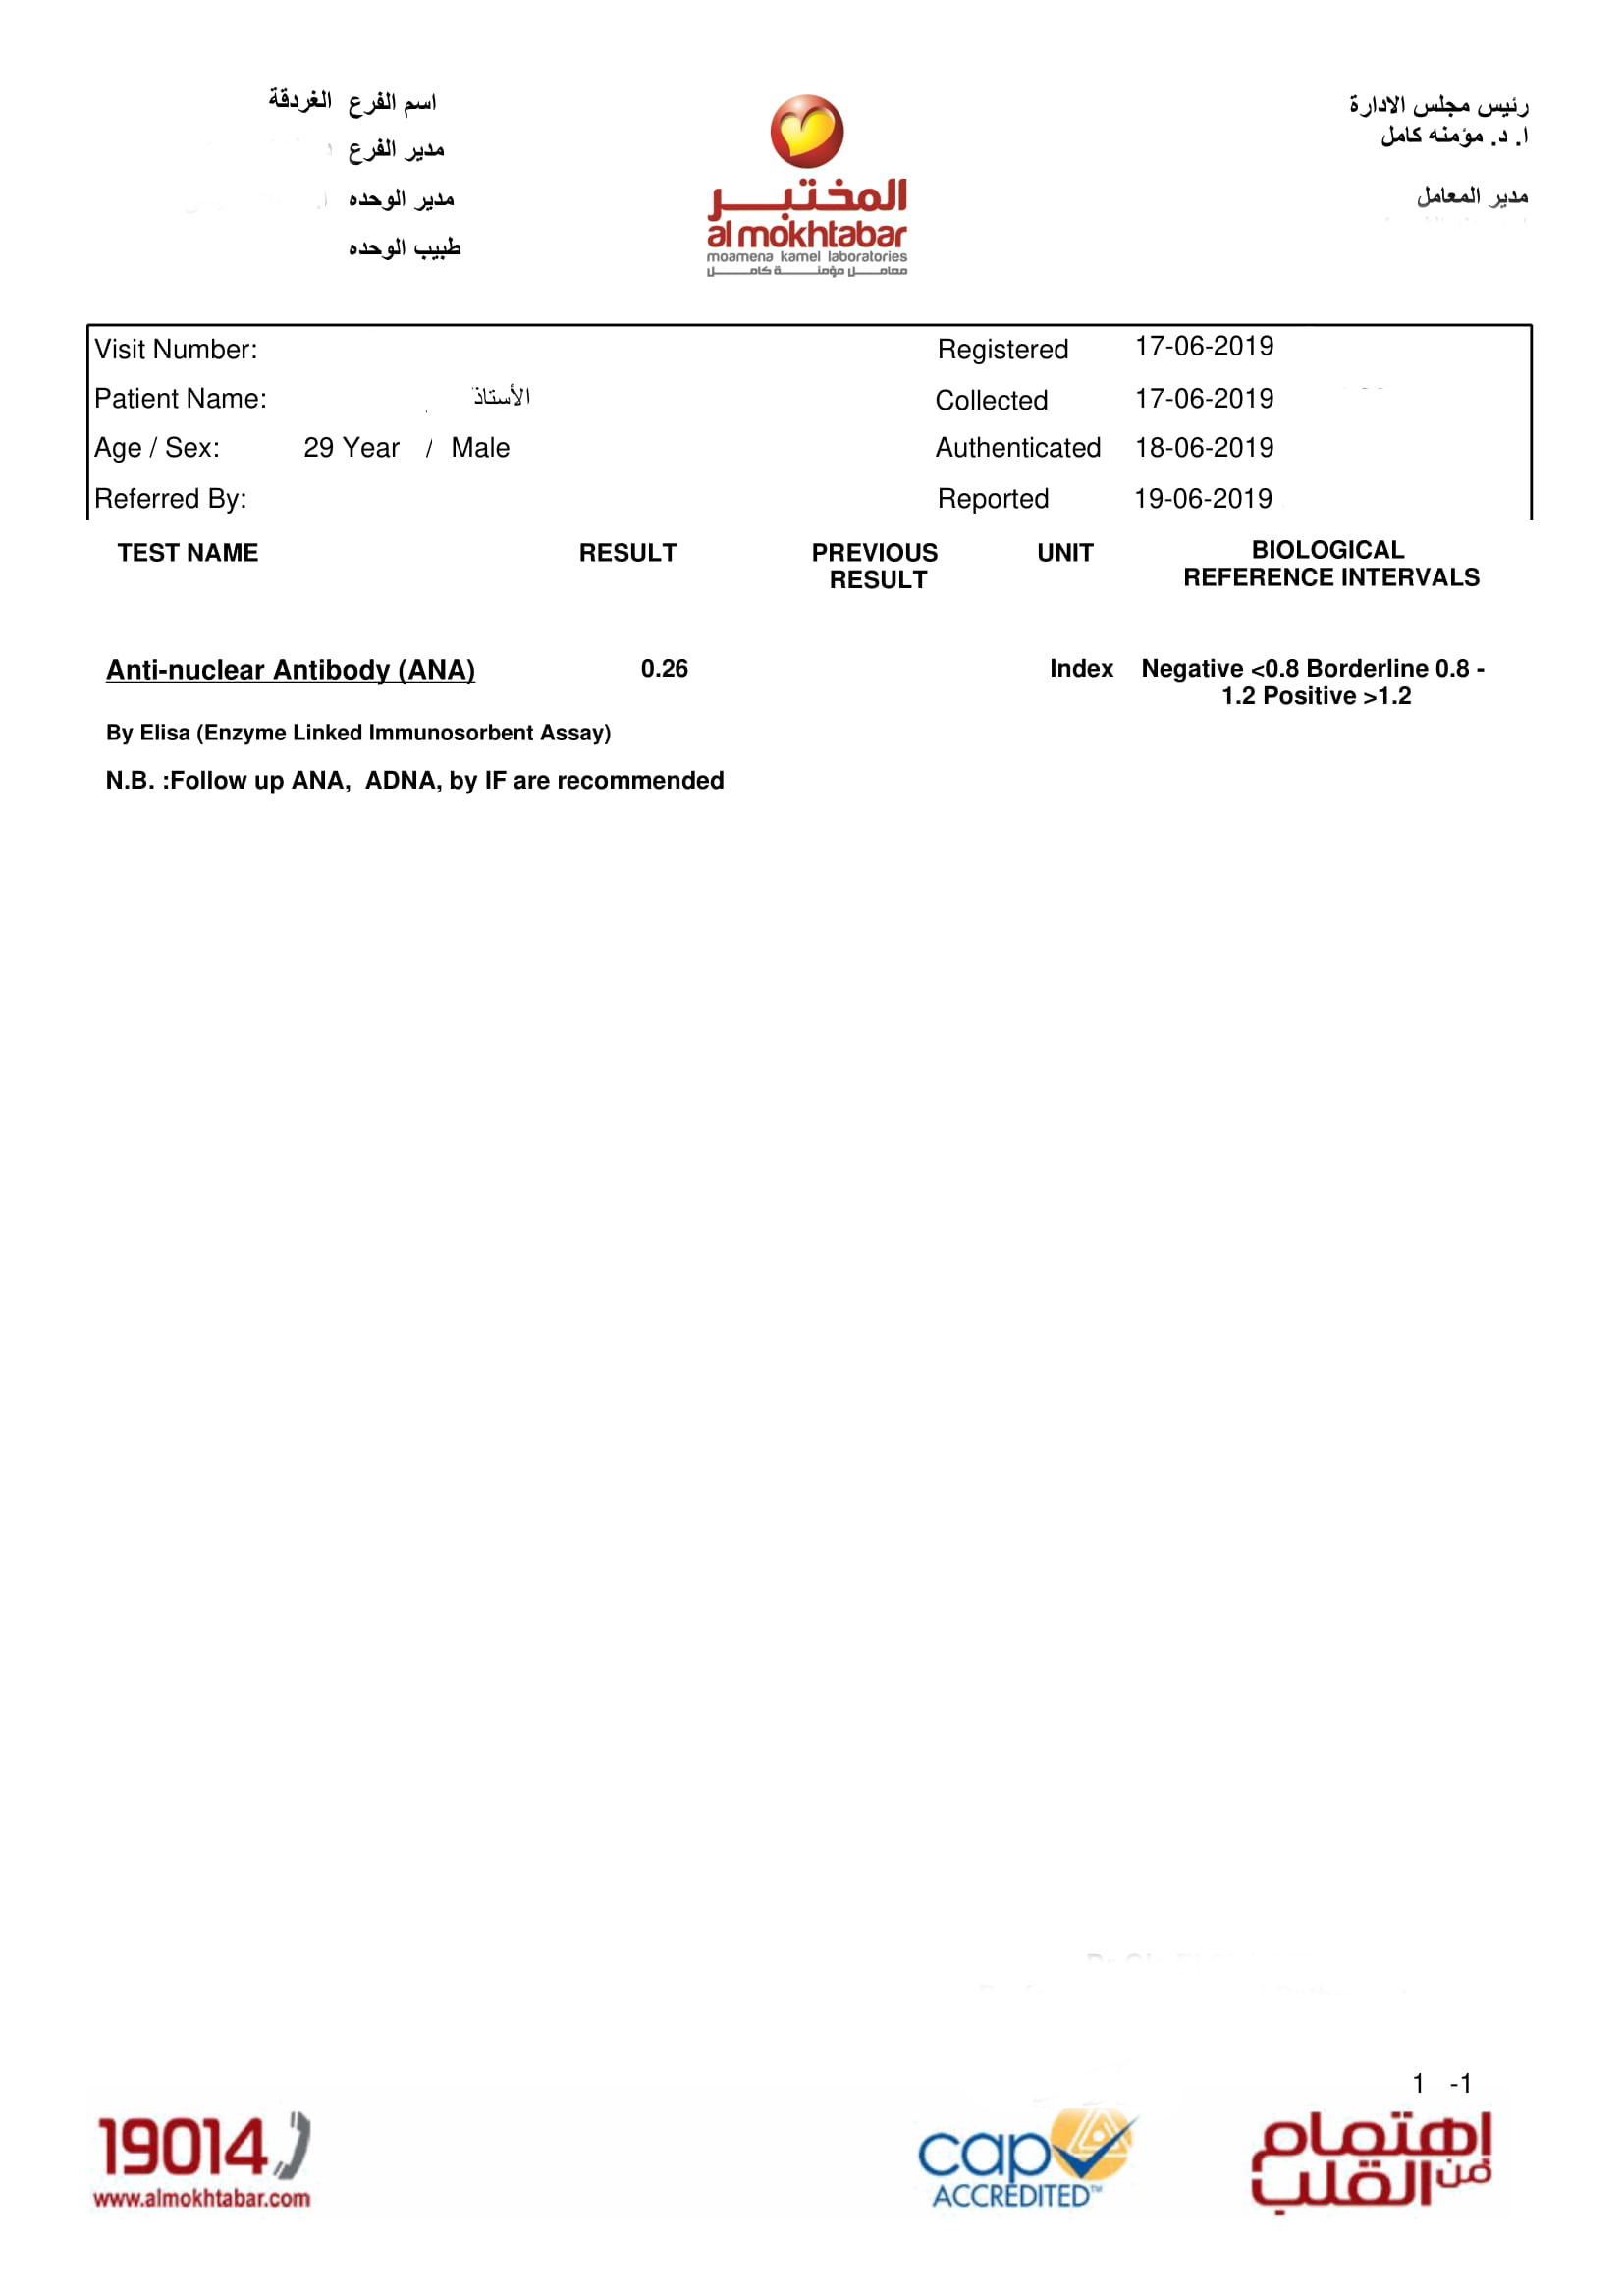 اسم الفرع الغردقة
مدير الفرع
مدير الوحده
طبيب الوحده
المختبر
al mokhtabar
moamena kamel laboratories
معامل مؤمنة كامل
رئيس مجلس الادارة
ا. د. مؤمنه كامل
مدير المعامل
Visit Number:
Registered 17-06-2019
Patient Name: الأستاذ
Collected 17-06-2019
Age / Sex: 29 Year / Male
Authenticated 18-06-2019
Referred By:
Reported 19-06-2019
TEST NAME RESULT PREVIOUS RESULT UNIT BIOLOGICAL REFERENCE INTERVALS
Anti-nuclear Antibody (ANA) 0.26 Index Negative <0.8 Borderline 0.8 -
1.2 Positive >1.2
By Elisa (Enzyme Linked Immunosorbent Assay)
N.B. :Follow up ANA, ADNA, by IF are recommended
1 -1
19014
www.almokhtabar.com
cap
ACCREDITED™
إهتمام
من القلب